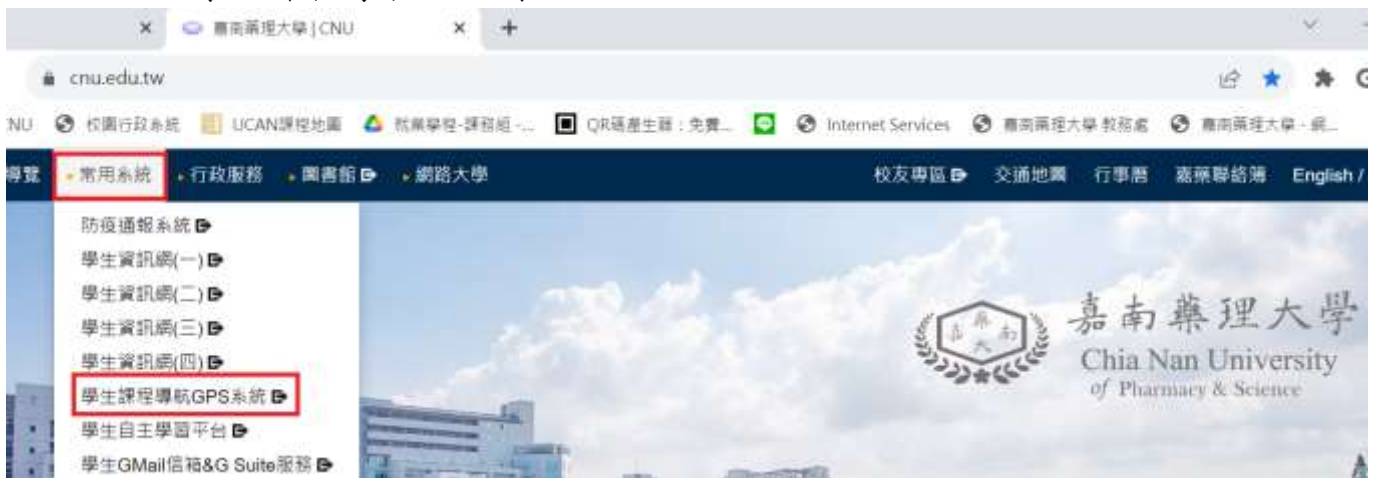 嘉南藥理大學 | CNU
cnu.edu.tw
NU 校園行政系統 UCAN課程地圖 就業學程-課務組 -... QR碼產生器：免費... Internet Services 嘉南藥理大學 教務處 嘉南藥理大學 -
導覽 常用系統 行政服務 圖書館 網路大學 校友專區 交通地圖 行事曆 嘉藥聯絡簿 English /
防疫通報系統
學生資訊網(一)
學生資訊網(二)
學生資訊網(三)
學生資訊網(四)
學生課程導航GPS系統
學生自主學習平台
學生GMail信箱&G Suite服務
嘉南藥理大學
Chia Nan University
of Pharmacy & Science